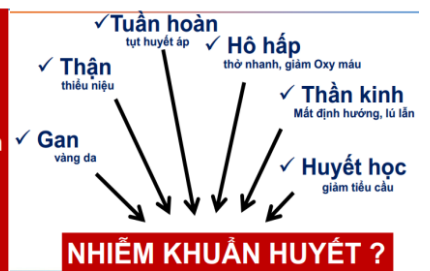 ✓Tuần hoàn
tụt huyết áp
✓ Hô hấp
thở nhanh, giảm Oxy máu
✓ Thận
thiểu niệu
✓ Thần kinh
Mất định hướng, lú lẫn
✓ Gan
vàng da
✓ Huyết học
giảm tiểu cầu
NHIỄM KHUẨN HUYẾT ?